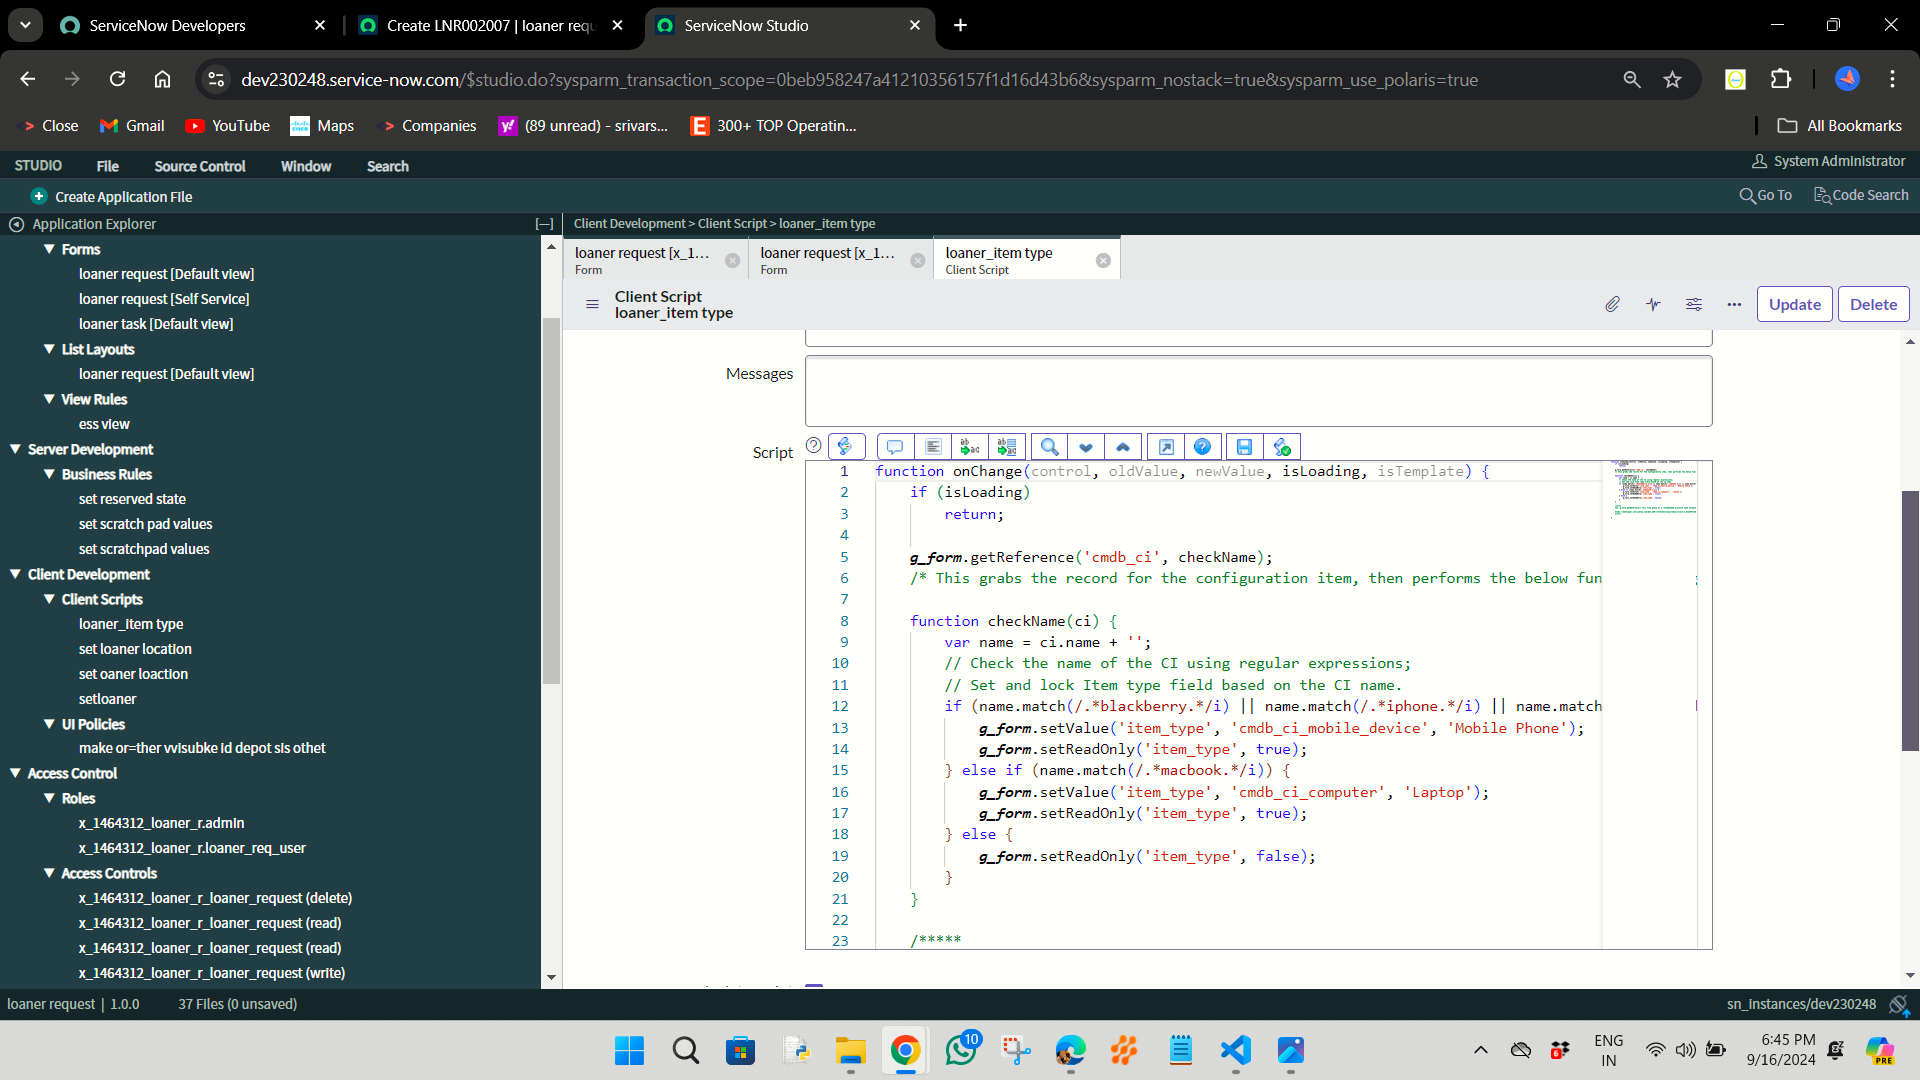 ServiceNow Developers
Create LNR002007 | loaner requ
ServiceNow Studio
dev230248.service-now.com/$studio.do?sysparm_transaction_scope=0beb958247a41210356157f1d16d43b6&sysparm_nostack=true&sysparm_use_polaris=true
Close
Gmail
YouTube
Maps
Companies
(89 unread) - srivars...
300+ TOP Operatin...
All Bookmarks
STUDIO
File
Source Control
Window
Search
System Administrator
Create Application File
Go To
Code Search
Application Explorer
Client Development > Client Script > loaner_item type
Forms
loaner request [Default view]
loaner request [Self Service]
loaner task [Default view]
List Layouts
loaner request [Default view]
View Rules
ess view
Server Development
Business Rules
set reserved state
set scratch pad values
set scratchpad values
Client Development
Client Scripts
loaner_item type
set loaner location
set oaner loaction
setloaner
UI Policies
make or=ther vvisubke id depot sis othet
Access Control
Roles
x_1464312_loaner_r.admin
x_1464312_loaner_r.loaner_req_user
Access Controls
x_1464312_loaner_r_loaner_request (delete)
x_1464312_loaner_r_loaner_request (read)
x_1464312_loaner_r_loaner_request (read)
x_1464312_loaner_r_loaner_request (write)
loaner request [x_1...
Form
loaner request [x_1...
Form
loaner_item type
Client Script
Client Script
loaner_item type
Update
Delete
Messages
Script
1 function onChange(control, oldValue, newValue, isLoading, isTemplate) {
2 if (isLoading)
3 return;
4
5 g_form.getReference('cmdb_ci', checkName);
6 /* This grabs the record for the configuration item, then performs the below fun
7
8 function checkName(ci) {
9 var name = ci.name + '';
10 // Check the name of the CI using regular expressions;
11 // Set and lock Item type field based on the CI name.
12 if (name.match(/.*blackberry.*/i) || name.match(/.*iphone.*/i) || name.match
13 g_form.setValue('item_type', 'cmdb_ci_mobile_device', 'Mobile Phone');
14 g_form.setReadOnly('item_type', true);
15 } else if (name.match(/.*macbook.*/i)) {
16 g_form.setValue('item_type', 'cmdb_ci_computer', 'Laptop');
17 g_form.setReadOnly('item_type', true);
18 } else {
19 g_form.setReadOnly('item_type', false);
20 }
21 }
22
23 /*****
loaner request | 1.0.0
37 Files (0 unsaved)
sn_instances/dev230248
10
6
ENG
IN
6:45 PM
9/16/2024
PRE